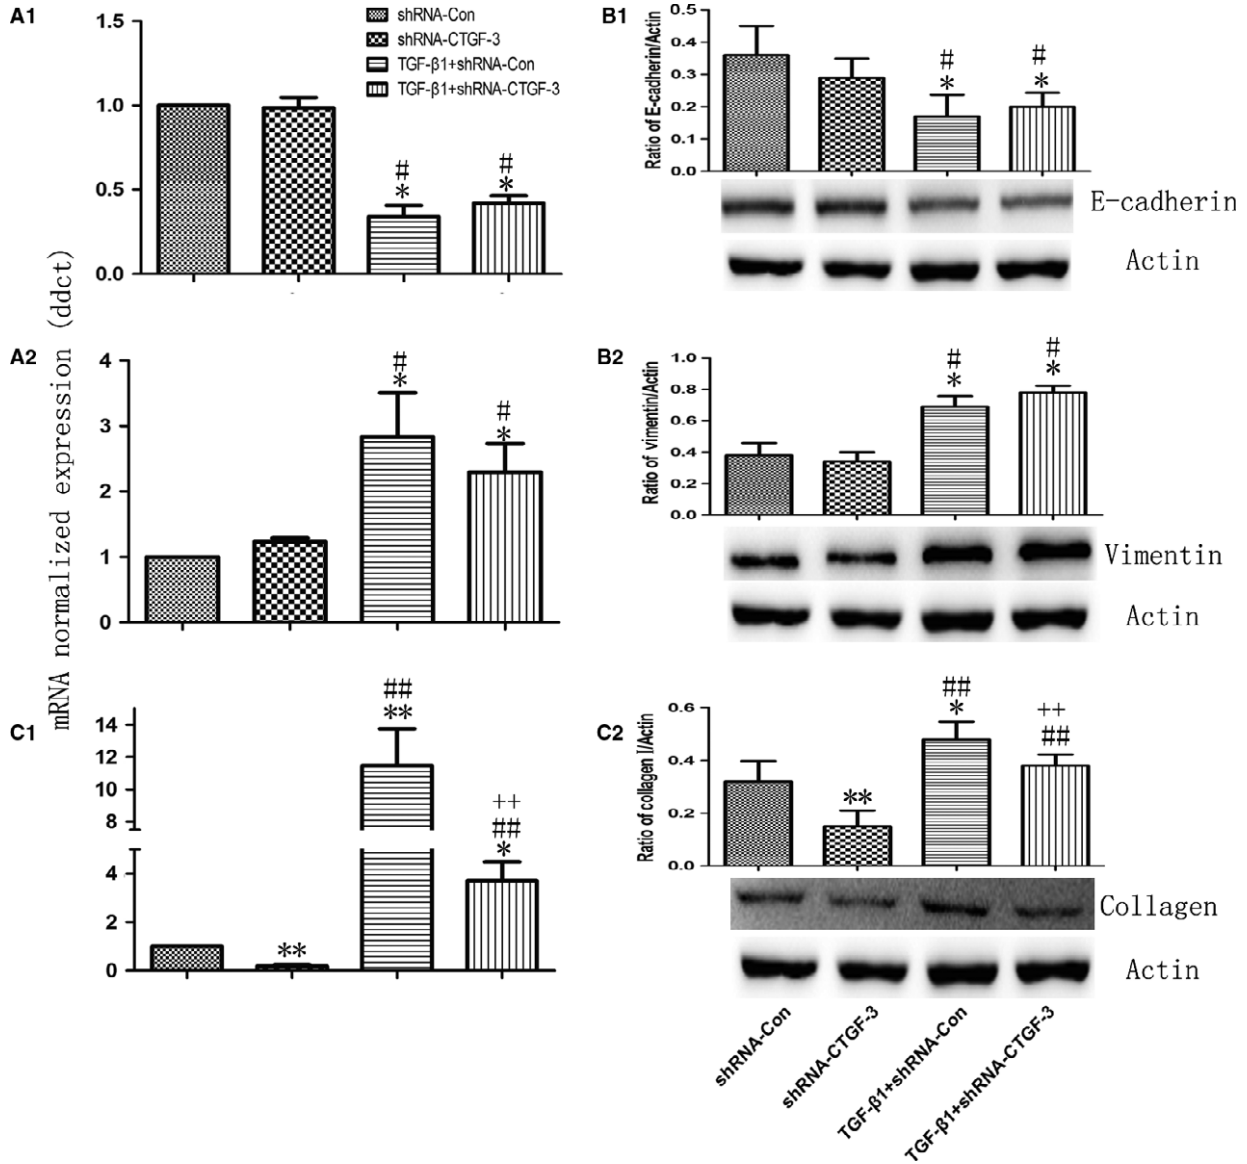 mRNA normalized expression (ddct)
A1
1.5
1.0
0.5
0.0
shRNA-Con
shRNA-CTGF-3
TGF-β1+shRNA-Con
TGF-β1+shRNA-CTGF-3
#
*
#
*
B1
Ratio of E-cadherin/Actin
0.5
0.4
0.3
0.2
0.1
0.0
#
*
#
*
E-cadherin
Actin
A2
4
3
2
1
0
#
*
#
*
B2
Ratio of vimentin/Actin
1.0
0.8
0.6
0.4
0.2
0.0
#
*
#
*
Vimentin
Actin
C1
14
12
10
8
4
2
0
**
##
**
++
##
*
C2
Ratio of collagen I/Actin
0.6
0.4
0.2
0.0
**
##
*
++
##
Collagen
Actin
shRNA-Con
shRNA-CTGF-3
TGF-β1+shRNA-Con
TGF-β1+shRNA-CTGF-3